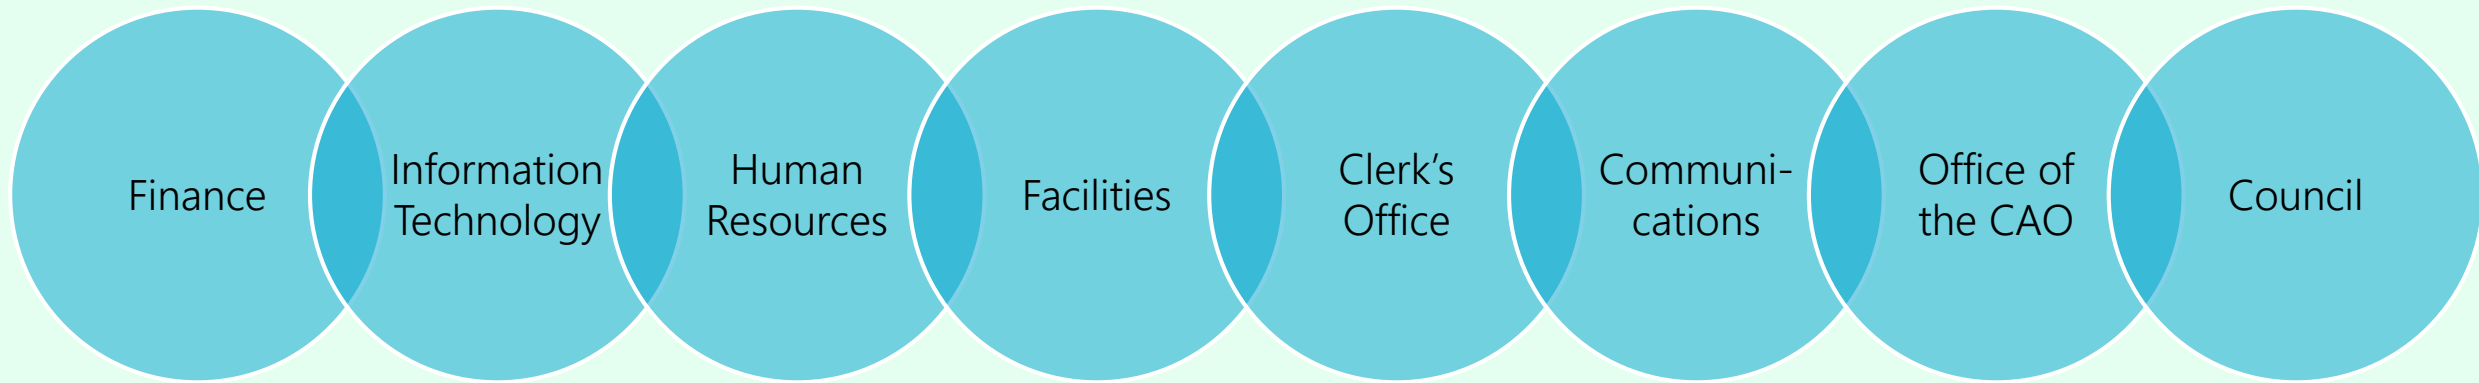 Finance
Information
Technology
Human
Resources
Facilities
Clerk’s
Office
Communi-
cations
Office of
the CAO
Council